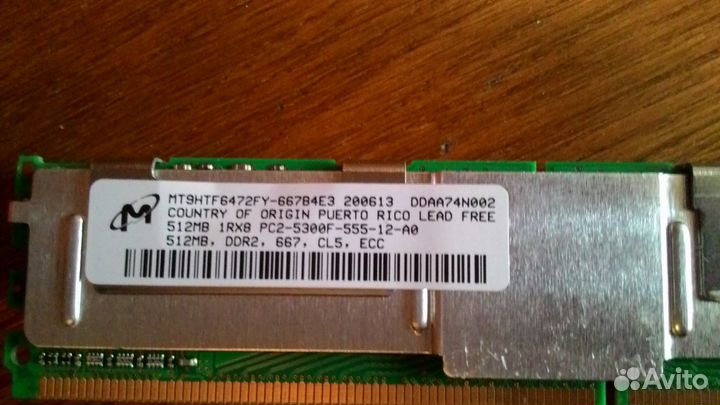 MT9HTF6472FY-667B4E3 200613 DDAA74N002
COUNTRY OF ORIGIN PUERTO RICO LEAD FREE
512MB 1RX8 PC2-5300F-555-12-A0
512MB, DDR2, 667, CL5, ECC
Avito